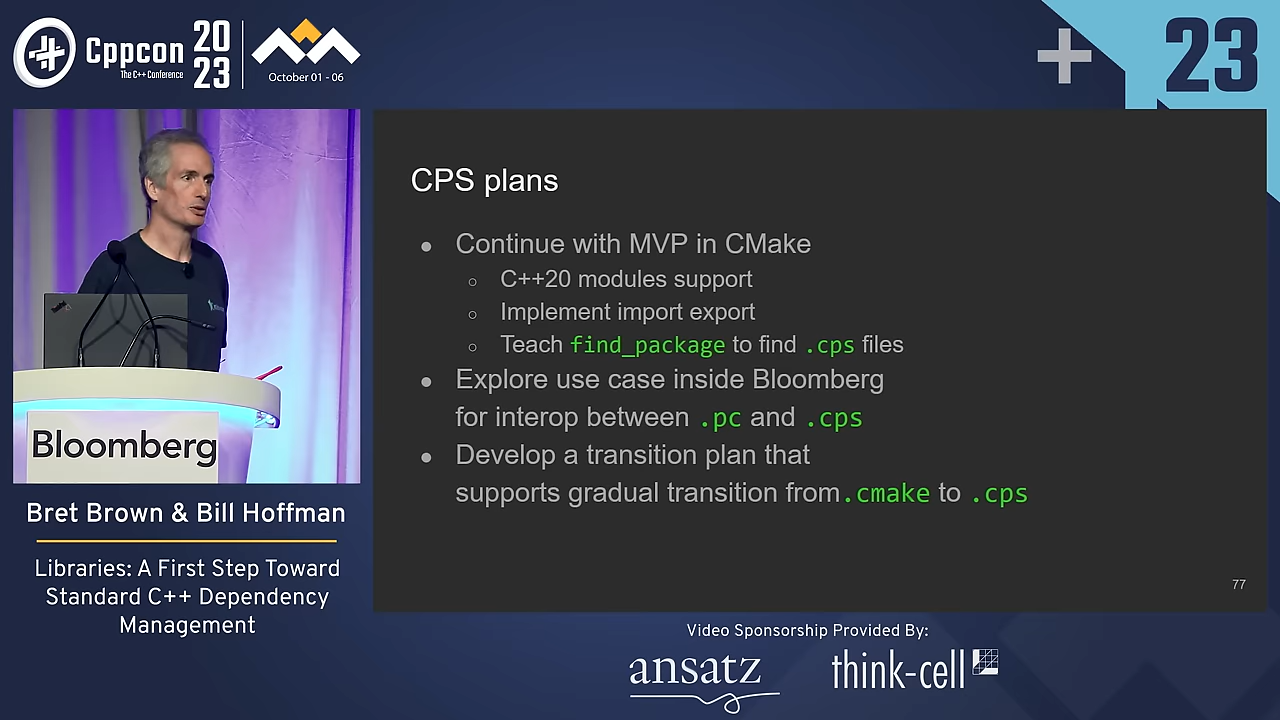 Cppcon
The C++ Conference
20
23
October 01 - 06
23
Bloomberg
Bret Brown & Bill Hoffman
Libraries: A First Step Toward
Standard C++ Dependency
Management
CPS plans
● Continue with MVP in CMake
○ C++20 modules support
○ Implement import export
○ Teach find_package to find .cps files
● Explore use case inside Bloomberg
for interop between .pc and .cps
● Develop a transition plan that
supports gradual transition from .cmake to .cps
77
Video Sponsorship Provided By:
ansatz
think-cell